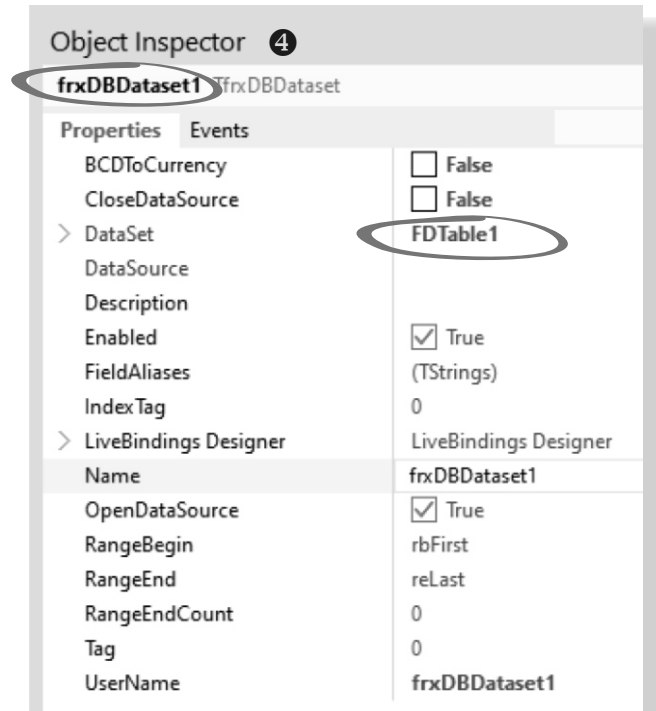 Object Inspector ❹
frxDBDataset1 TfrxDBDataset
Properties Events
BCDToCurrency False
CloseDataSource False
DataSet FDTable1
DataSource
Description
Enabled True
FieldAliases (TStrings)
IndexTag 0
LiveBindings Designer LiveBindings Designer
Name frxDBDataset1
OpenDataSource True
RangeBegin rbFirst
RangeEnd reLast
RangeEndCount 0
Tag 0
UserName frxDBDataset1